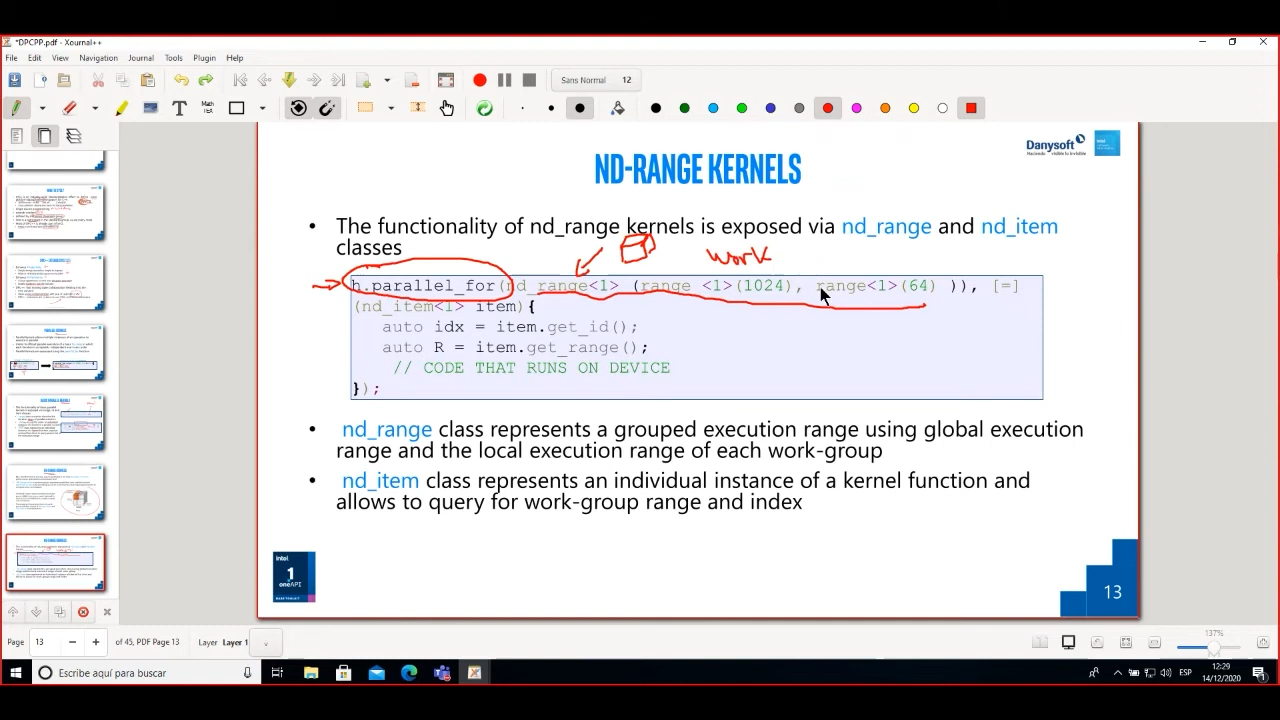 *DPCPP.pdf - Xournal++
File Edit View Navigation Journal Tools Plugin Help
Sans Normal 12
Danysoft
intel
ND-RANGE KERNELS
• The functionality of nd_range kernels is exposed via nd_range and nd_item
classes
work
h.parallel_for(nd_range<1> (range <1>(1024), range<1>(64) )), [=]
(nd_item<1> item){
auto idx = item.get_id();
auto R = item.get_range();
// CODE THAT RUNS ON DEVICE
});
• nd_range class represents a grouped execution range using global execution
range and the local execution range of each work-group
• nd_item class represents an individual instance of a kernel function and
allows to query for work-group range and index
intel
1
oneAPI
BASE TOOLKIT
13
Page 13 of 45, PDF Page 13 Layer Layer 1
137%
Escribe aquí para buscar
ESP
12:29
14/12/2020